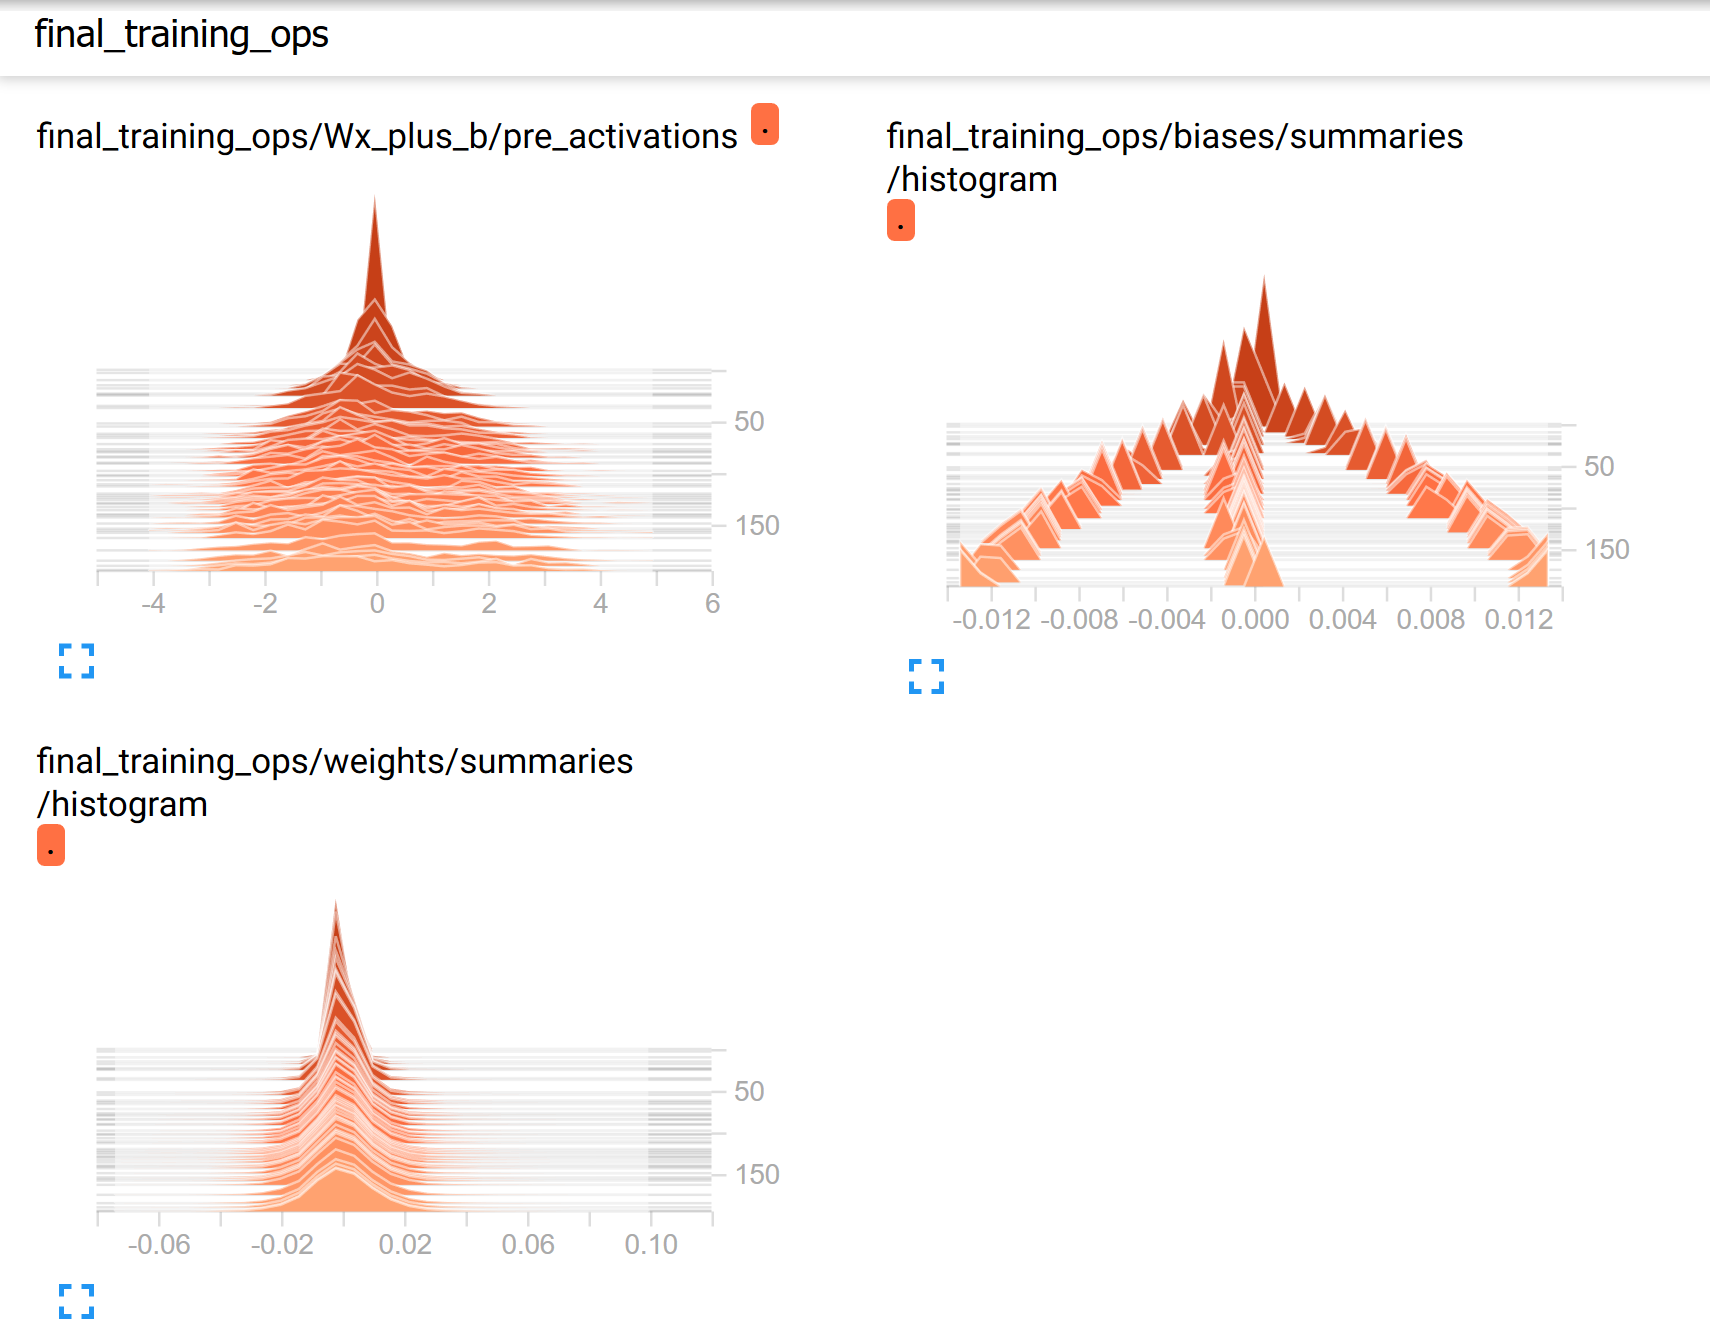 final_training_ops
final_training_ops/Wx_plus_b/pre_activations .
50
150
-4 -2 0 2 4 6
final_training_ops/biases/summaries
/histogram
.
50
150
-0.012 -0.008 -0.004 0.000 0.004 0.008 0.012
final_training_ops/weights/summaries
/histogram
.
50
150
-0.06 -0.02 0.02 0.06 0.10